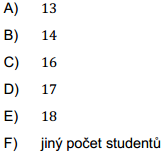 A) 13
B) 14
C) 16
D) 17
E) 18
F) jiný počet studentů